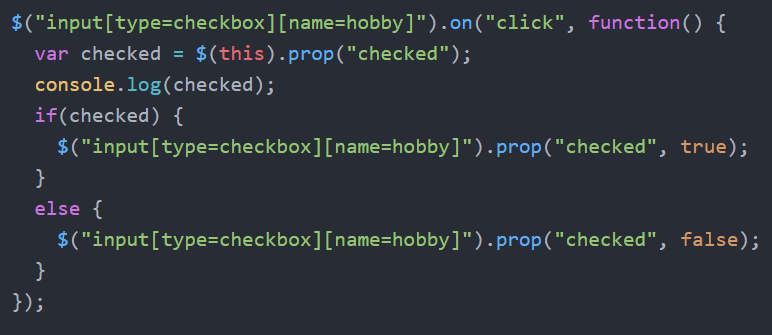 $("input[type=checkbox][name=hobby]").on("click", function() {
  var checked = $(this).prop("checked");
  console.log(checked);
  if(checked) {
    $("input[type=checkbox][name=hobby]").prop("checked", true);
  }
  else {
    $("input[type=checkbox][name=hobby]").prop("checked", false);
  }
});